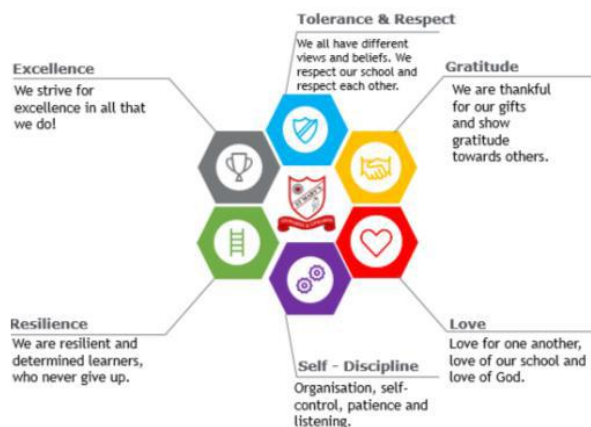 Tolerance & Respect
We all have different
views and beliefs. We
respect our school and
respect each other.
Excellence
We strive for
excellence in all that
we do!
Gratitude
We are thankful
for our gifts
and show
gratitude
towards others.
ST MARY'S
Resilience
We are resilient and
determined learners,
who never give up.
Love
Love for one another,
love of our school and
love of God.
Self - Discipline
Organisation, self-
control, patience and
listening.